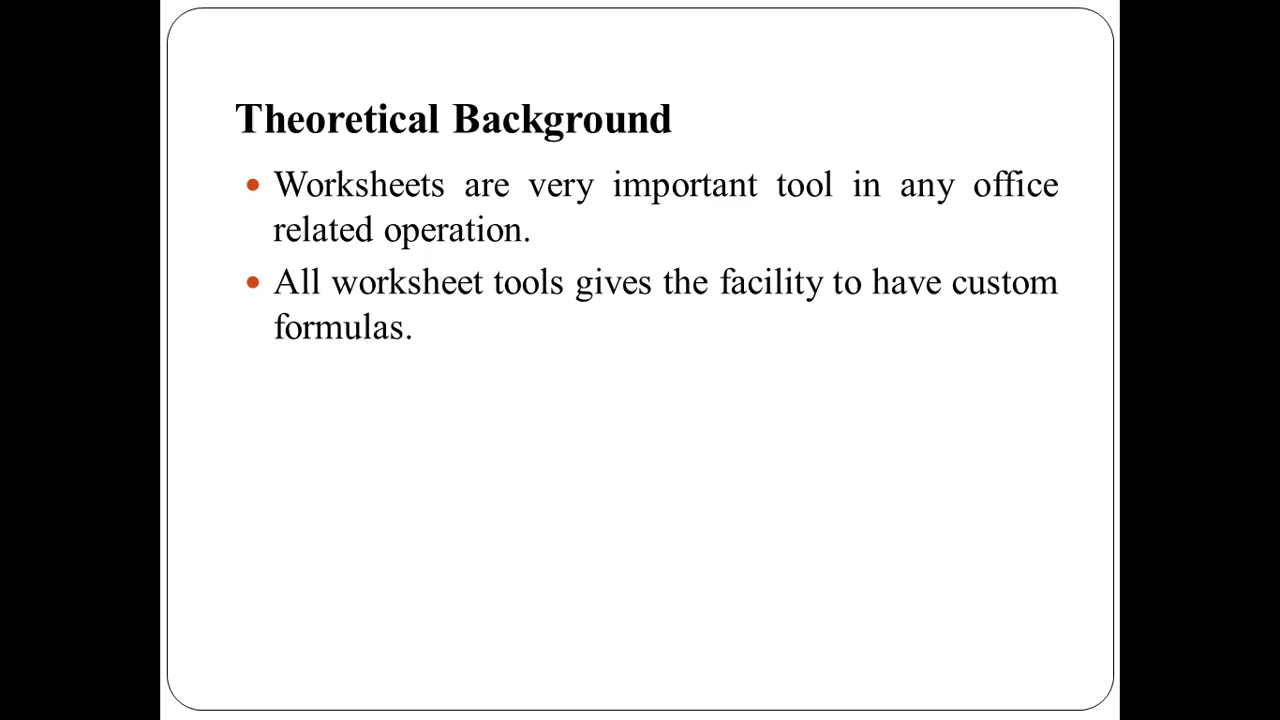 Theoretical Background
Worksheets are very important tool in any office
related operation.
All worksheet tools gives the facility to have custom
formulas.